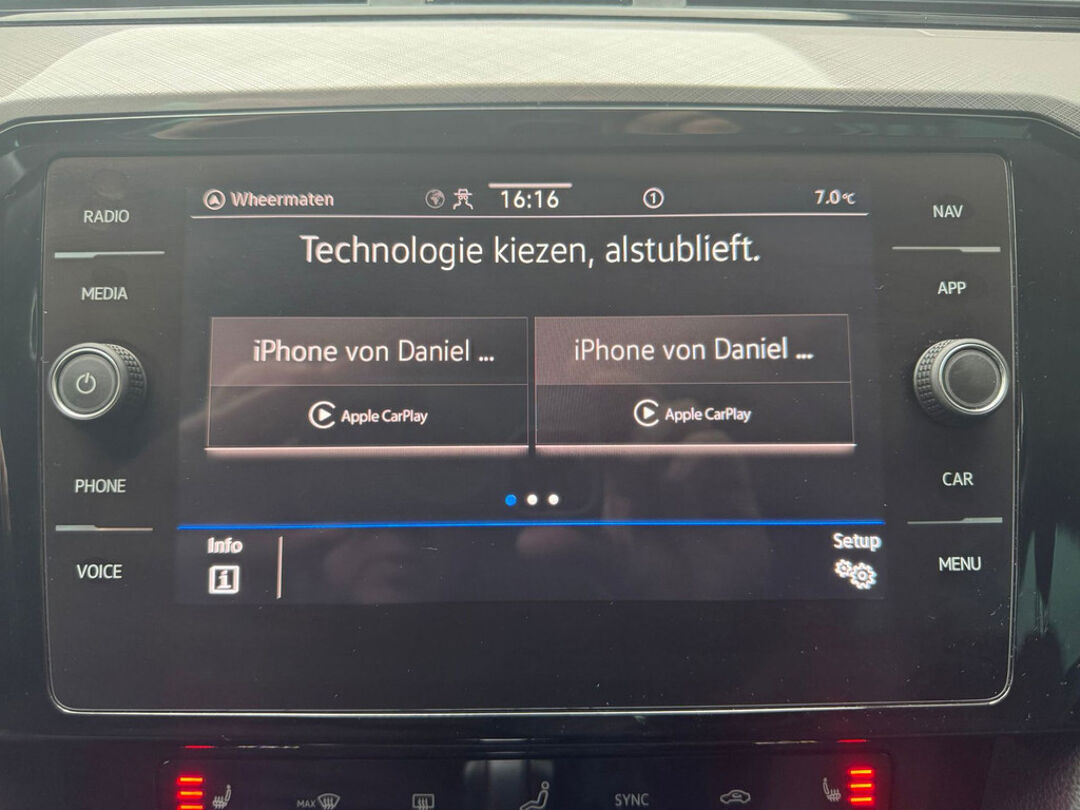 RADIO
MEDIA
PHONE
VOICE
Wheermaten
16:16
1
7.0°C
Technologie kiezen, alstublieft.
iPhone von Daniel ...
Apple CarPlay
iPhone von Daniel ...
Apple CarPlay
Info
i
Setup
NAV
APP
CAR
MENU
MAX
SYNC